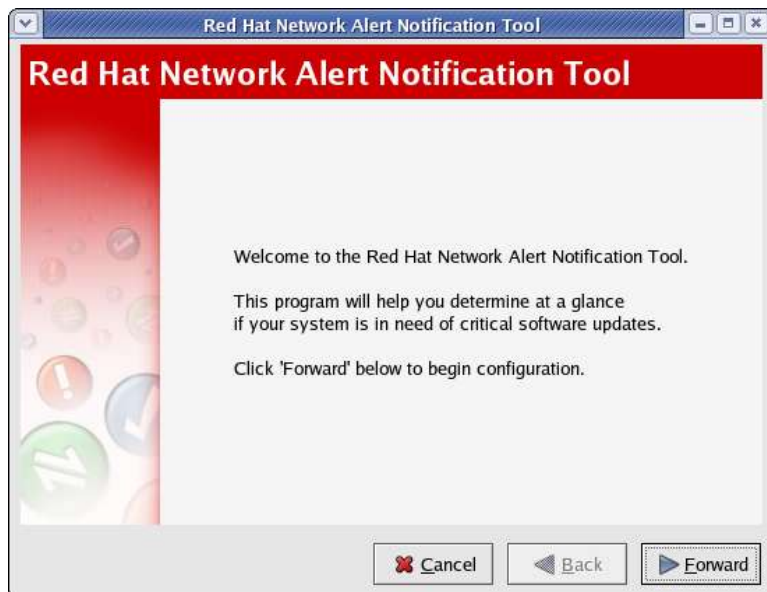 Red Hat Network Alert Notification Tool
Red Hat Network Alert Notification Tool
Welcome to the Red Hat Network Alert Notification Tool.
This program will help you determine at a glance
if your system is in need of critical software updates.
Click 'Forward' below to begin configuration.
Cancel
Back
Forward